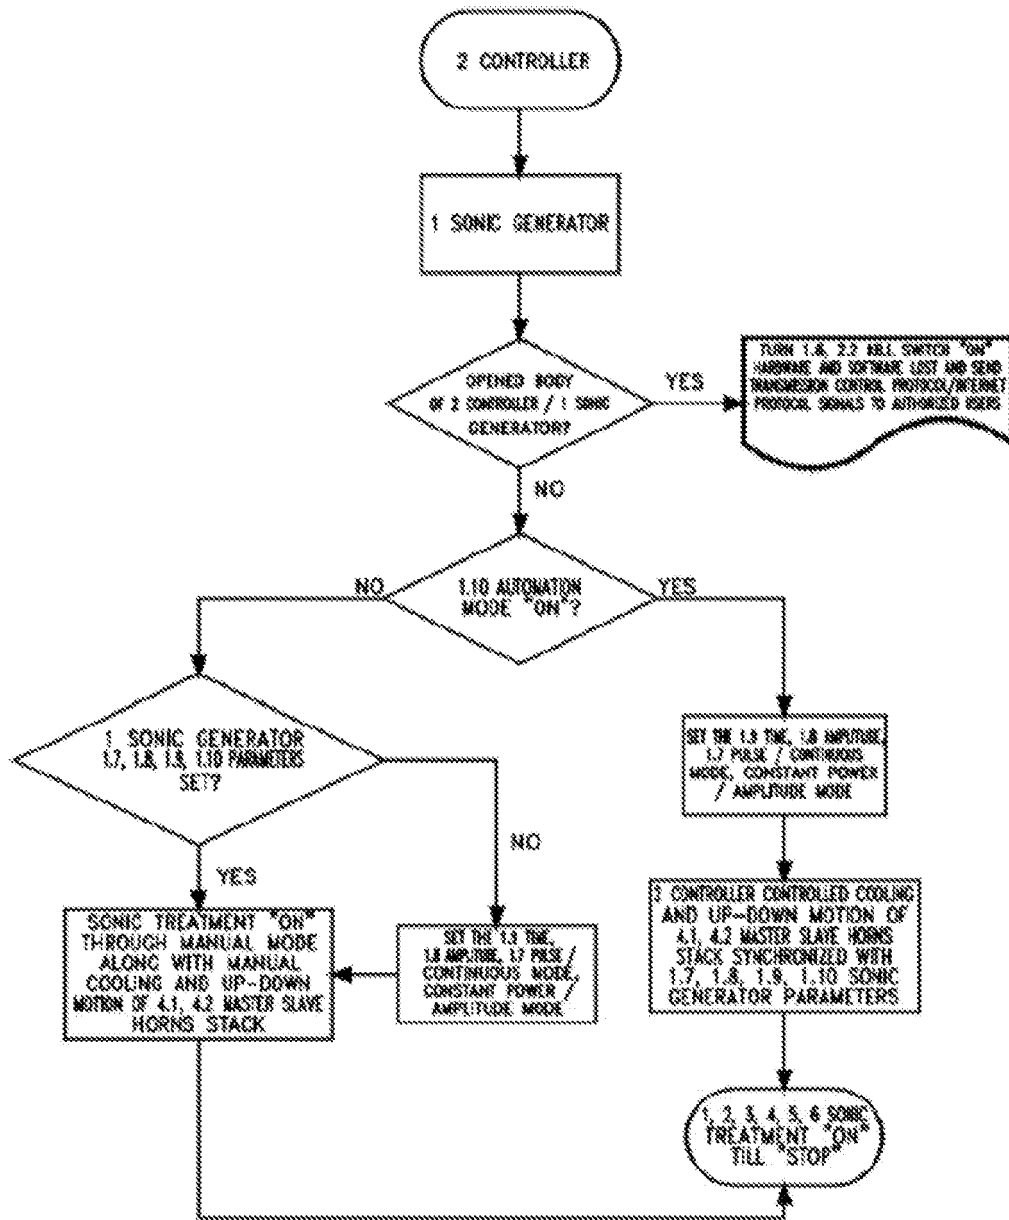 2 CONTROLLER
1 SONIC GENERATOR
OPENED BODY
OF 2 CONTROLLER / 1 SONIC
GENERATOR?
YES
TURN 1.6, 2.2 KILL SWITCH "ON"
HARDWARE AND SOFTWARE LOST AND SEND
TRANSMISSION CONTROL PROTOCOL/INTERNET
PROTOCOL SIGNALS TO AUTHORIZED USERS
NO
NO
1.10 AUTOMATION
MODE "ON"?
YES
1 SONIC GENERATOR
1.7, 1.8, 1.9, 1.10 PARAMETERS
SET?
SET THE 1.9 TIME, 1.8 AMPLITUDE,
1.7 PULSE / CONTINUOUS
MODE, CONSTANT POWER
/ AMPLITUDE MODE
NO
YES
SONIC TREATMENT "ON"
THROUGH MANUAL MODE
ALONG WITH MANUAL
COOLING AND UP-DOWN
MOTION OF 4.1, 4.2 MASTER SLAVE
HORNS STACK
SET THE 1.9 TIME,
1.8 AMPLITUDE, 1.7 PULSE /
CONTINUOUS MODE,
CONSTANT POWER /
AMPLITUDE MODE
2 CONTROLLER CONTROLLED COOLING
AND UP-DOWN MOTION OF
4.1, 4.2 MASTER SLAVE HORNS
STACK SYNCHRONIZED WITH
1.7, 1.8, 1.9, 1.10 SONIC
GENERATOR PARAMETERS
1, 2, 3, 4, 5, 6 SONIC
TREATMENT "ON"
TILL "STOP"